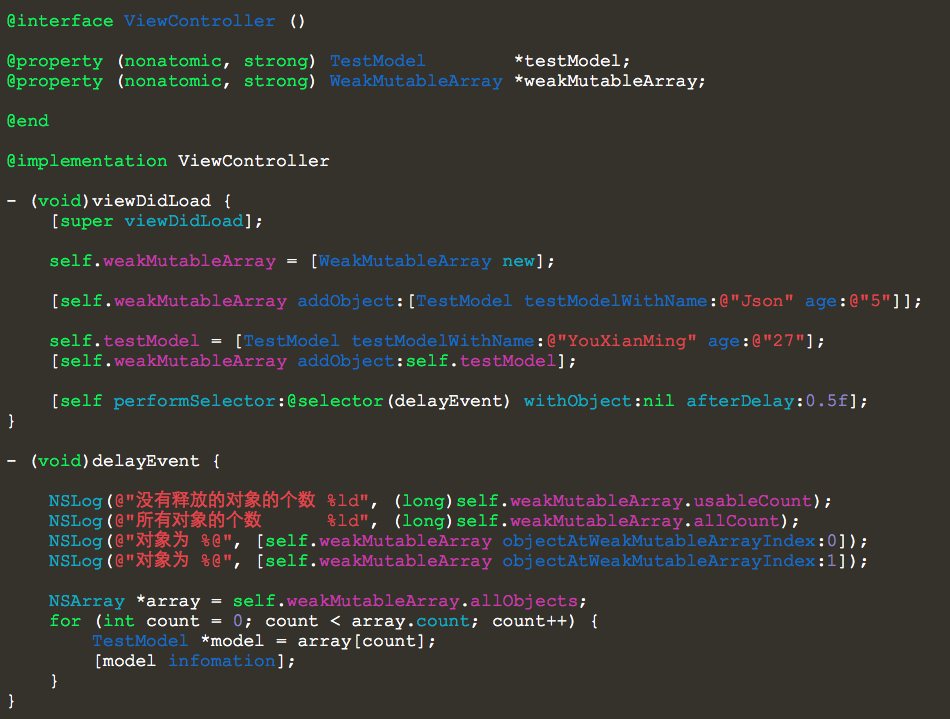 @interface ViewController ()
@property (nonatomic, strong) TestModel        *testModel;
@property (nonatomic, strong) WeakMutableArray *weakMutableArray;
@end
@implementation ViewController
- (void)viewDidLoad {
    [super viewDidLoad];
    self.weakMutableArray = [WeakMutableArray new];
    [self.weakMutableArray addObject:[TestModel testModelWithName:@"Json" age:@"5"]];
    self.testModel = [TestModel testModelWithName:@"YouXianMing" age:@"27"];
    [self.weakMutableArray addObject:self.testModel];
    [self performSelector:@selector(delayEvent) withObject:nil afterDelay:0.5f];
}
- (void)delayEvent {
    NSLog(@"没有释放的对象的个数 %ld", (long)self.weakMutableArray.usableCount);
    NSLog(@"所有对象的个数      %ld", (long)self.weakMutableArray.allCount);
    NSLog(@"对象为 %@", [self.weakMutableArray objectAtWeakMutableArrayIndex:0]);
    NSLog(@"对象为 %@", [self.weakMutableArray objectAtWeakMutableArrayIndex:1]);
    NSArray *array = self.weakMutableArray.allObjects;
    for (int count = 0; count < array.count; count++) {
        TestModel *model = array[count];
        [model infomation];
    }
}